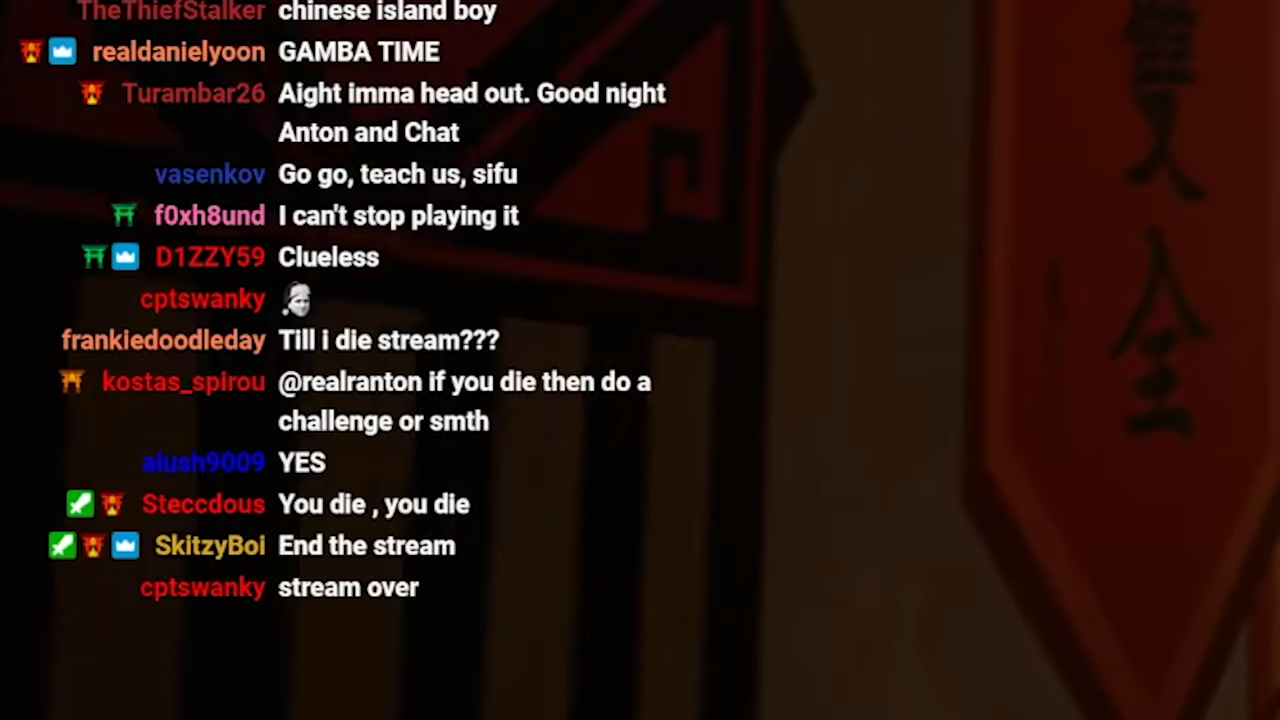 TheThiefStalker chinese island boy
realdanielyoon GAMBA TIME
Turambar26 Aight imma head out. Good night
Anton and Chat
vasenkov Go go, teach us, sifu
f0xh8und I can't stop playing it
D1ZZY59 Clueless
cptswanky
frankiedoodleday Till i die stream???
kostas_spirou @realranton if you die then do a
challenge or smth
alush9009 YES
Steccdous You die , you die
SkitzyBoi End the stream
cptswanky stream over